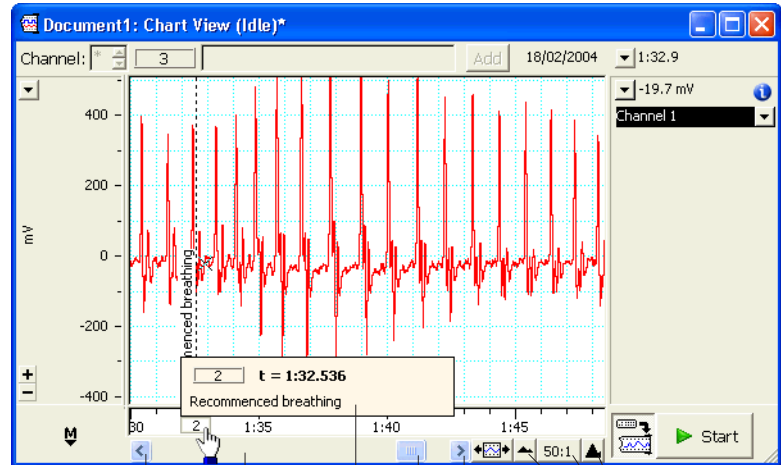 Document1: Chart View (Idle)*
Channel: * 3 Add 18/02/2004 1:32.9
-19.7 mV
Channel 1
400
200
mV
0
-200
-400
menced breathing
2 t = 1:32.536
Recommenced breathing
M 30 2 1:35 1:40 1:45
50:1
Start